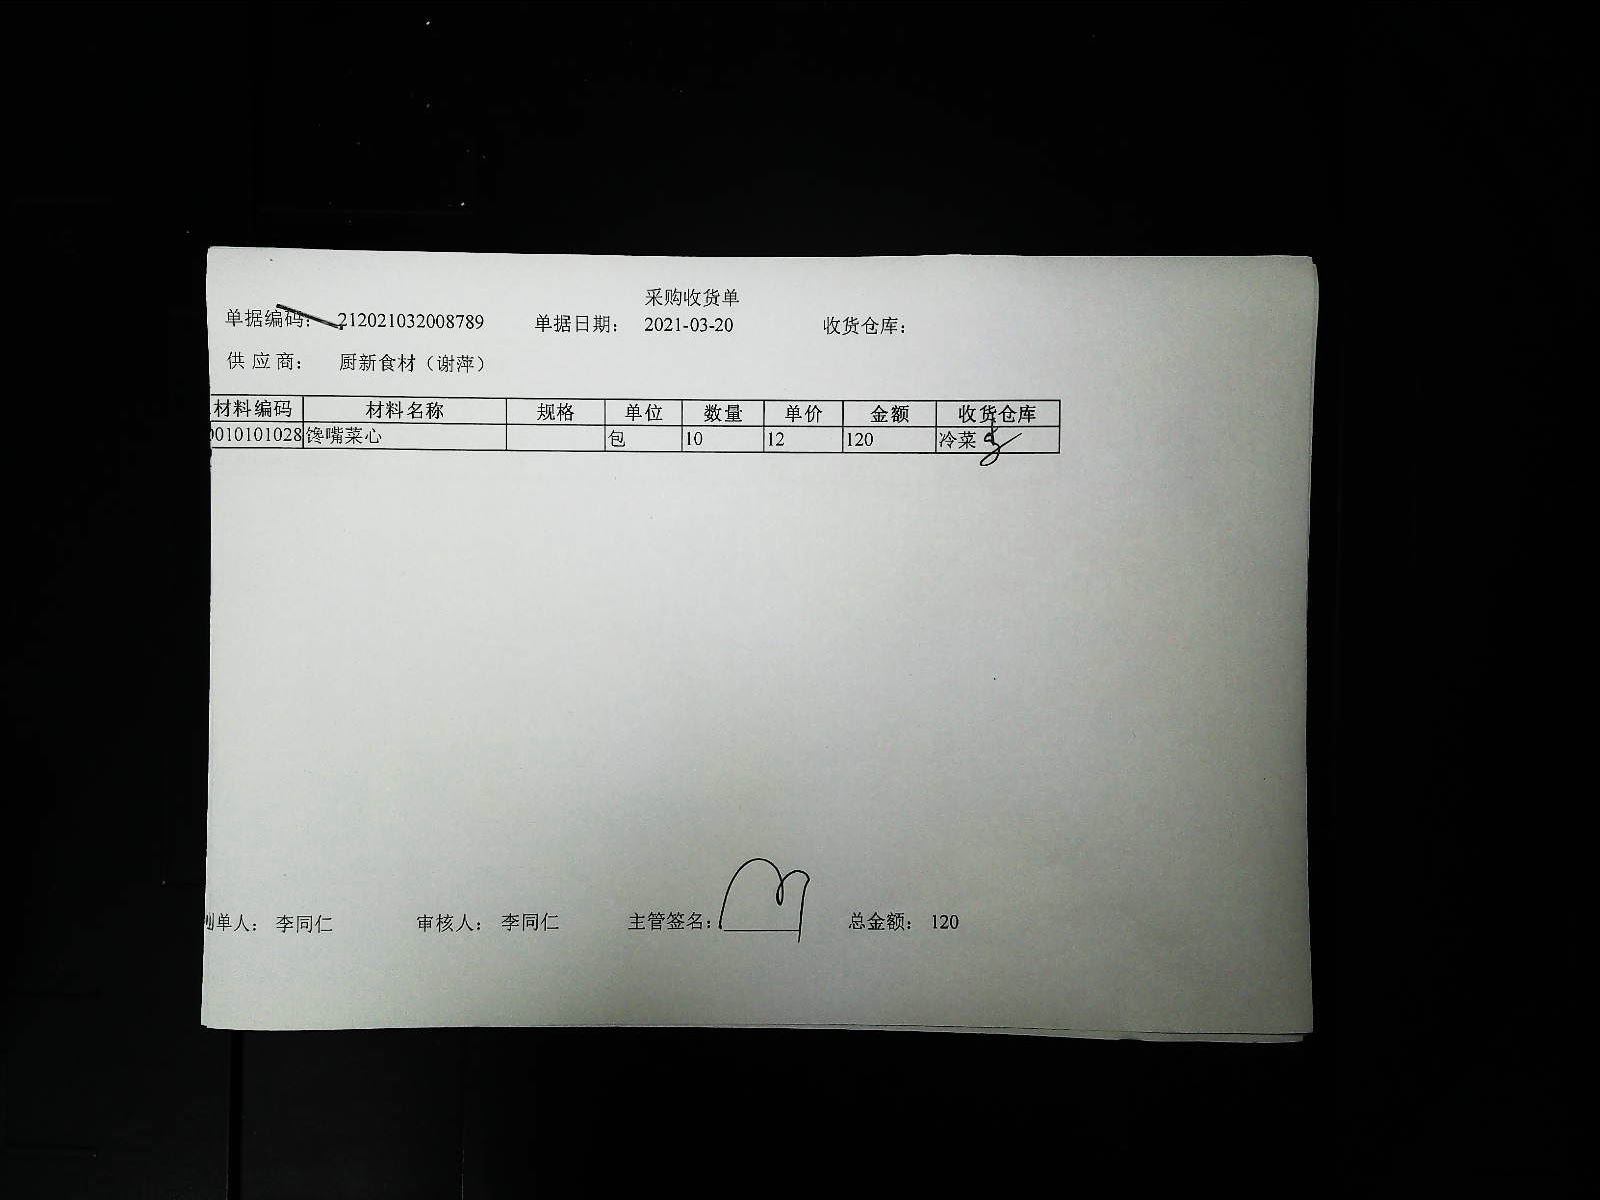 采购收货单
单据编码： 212021032008789 单据日期： 2021-03-20 收货仓库：
供应商： 厨新食材（谢萍）
材料编码 材料名称 规格 单位 数量 单价 金额 收货仓库
0010101028 馋嘴菜心 包 10 12 120 冷菜
制单人： 李同仁 审核人： 李同仁 主管签名： 总金额： 120